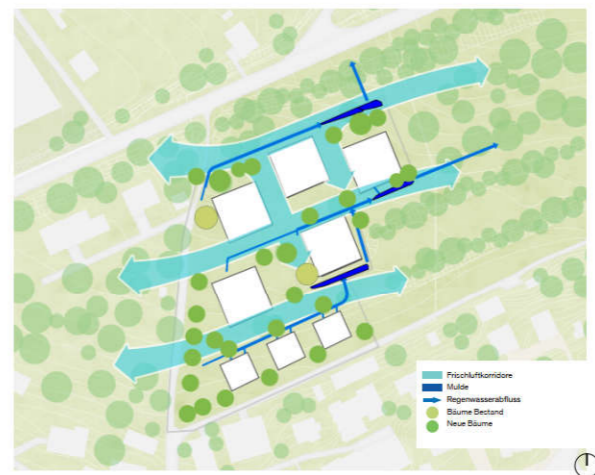 Frischluftkorridore
Mulde
Regenwasserabfluss
Bäume Bestand
Neue Bäume